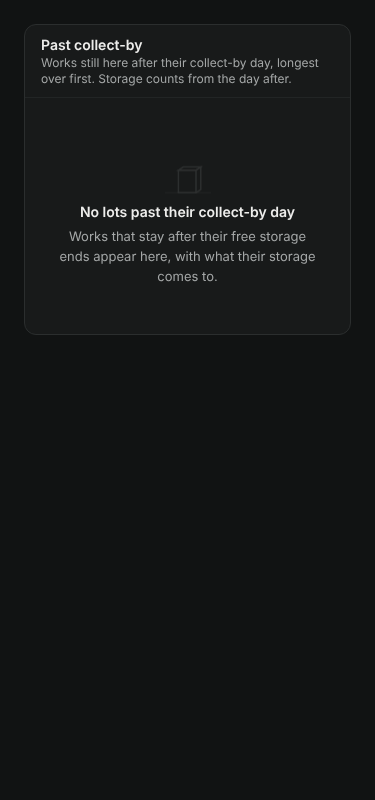 Past collect-by
Works still here after their collect-by day, longest
over first. Storage counts from the day after.
No lots past their collect-by day
Works that stay after their free storage
ends appear here, with what their storage
comes to.